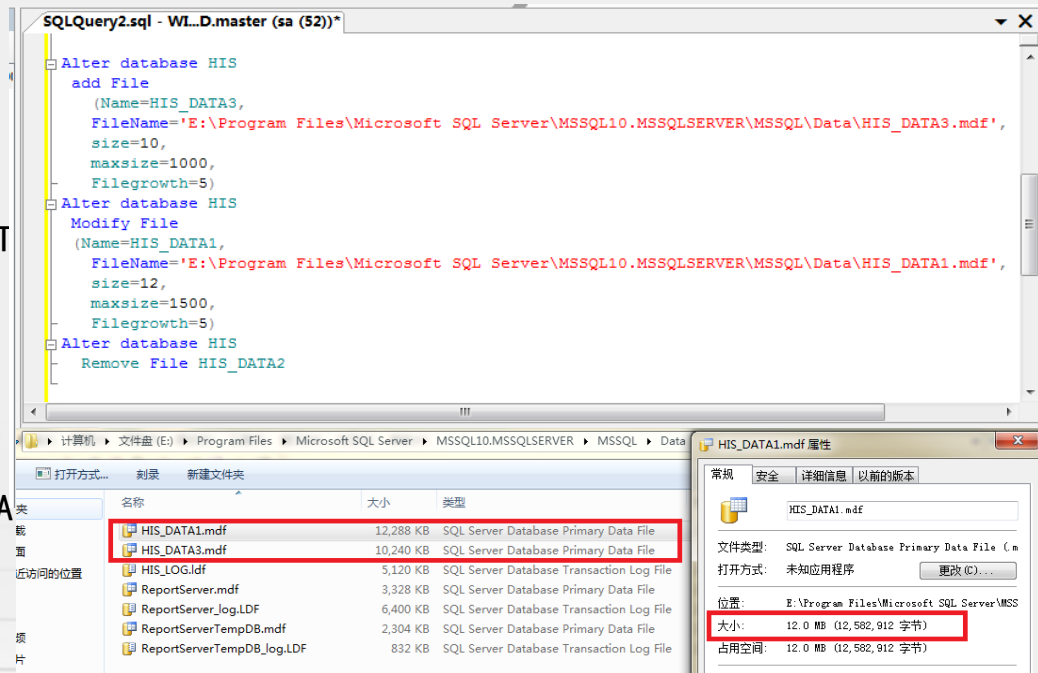 SQLQuery2.sql - WI...D.master (sa (52))*
Alter database HIS
add File
(Name=HIS_DATA3,
FileName='E:\Program Files\Microsoft SQL Server\MSSQL10.MSSQLSERVER\MSSQL\Data\HIS_DATA3.mdf',
size=10,
maxsize=1000,
Filegrowth=5)
Alter database HIS
Modify File
(Name=HIS_DATA1,
FileName='E:\Program Files\Microsoft SQL Server\MSSQL10.MSSQLSERVER\MSSQL\Data\HIS_DATA1.mdf',
size=12,
maxsize=1500,
Filegrowth=5)
Alter database HIS
Remove File HIS_DATA2
T
计算机 文件盘 (E:) Program Files Microsoft SQL Server MSSQL10.MSSQLSERVER MSSQL Data
打开方式... 刻录 新建文件夹
名称 大小 类型
A
夹
载
面
近访问的位置
频
片
HIS_DATA1.mdf 12,288 KB SQL Server Database Primary Data File
HIS_DATA3.mdf 10,240 KB SQL Server Database Primary Data File
HIS_LOG.ldf 5,120 KB SQL Server Database Transaction Log File
ReportServer.mdf 3,328 KB SQL Server Database Primary Data File
ReportServer_log.LDF 6,400 KB SQL Server Database Transaction Log File
ReportServerTempDB.mdf 2,304 KB SQL Server Database Primary Data File
ReportServerTempDB_log.LDF 832 KB SQL Server Database Transaction Log File
HIS_DATA1.mdf 属性
常规 安全 详细信息 以前的版本
HIS_DATA1.mdf
文件类型: SQL Server Database Primary Data File (.m
打开方式: 未知应用程序 更改(C)...
位置: E:\Program Files\Microsoft SQL Server\MSS
大小: 12.0 MB (12,582,912 字节)
占用空间: 12.0 MB (12,582,912 字节)